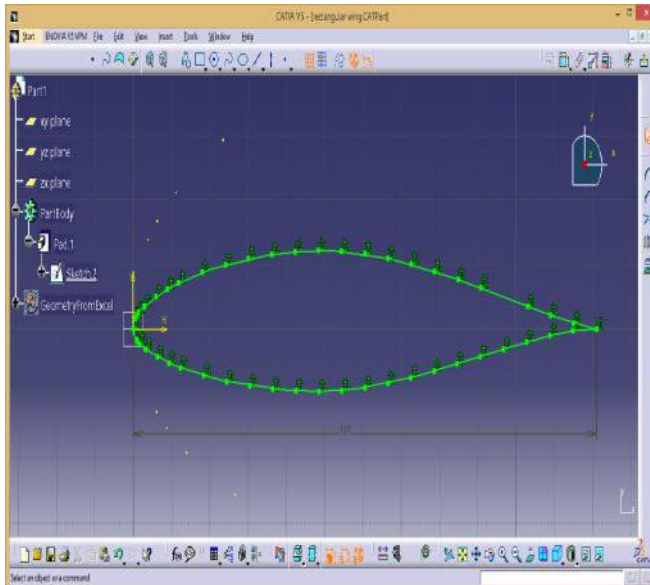 CATIA V5 - [rectangular wing.CATPart]
Start ENOVIA V5 VPM File Edit View Insert Tools Window Help
Part1
xy plane
yz plane
zx plane
PartBody
Pad.1
Sketch.2
GeometryFromExcel
H
Select an object or a command